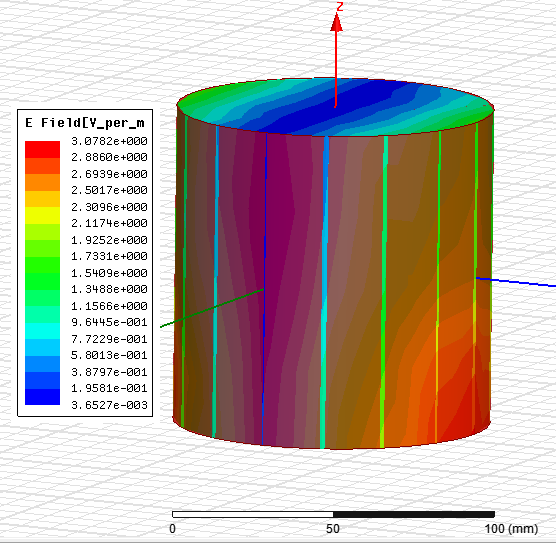 Z
E Field[V_per_m
3.0782e+000
2.8860e+000
2.6939e+000
2.5017e+000
2.3096e+000
2.1174e+000
1.9252e+000
1.7331e+000
1.5409e+000
1.3488e+000
1.1566e+000
9.6445e-001
7.7229e-001
5.8013e-001
3.8797e-001
1.9581e-001
3.6527e-003
0 50 100 (mm)